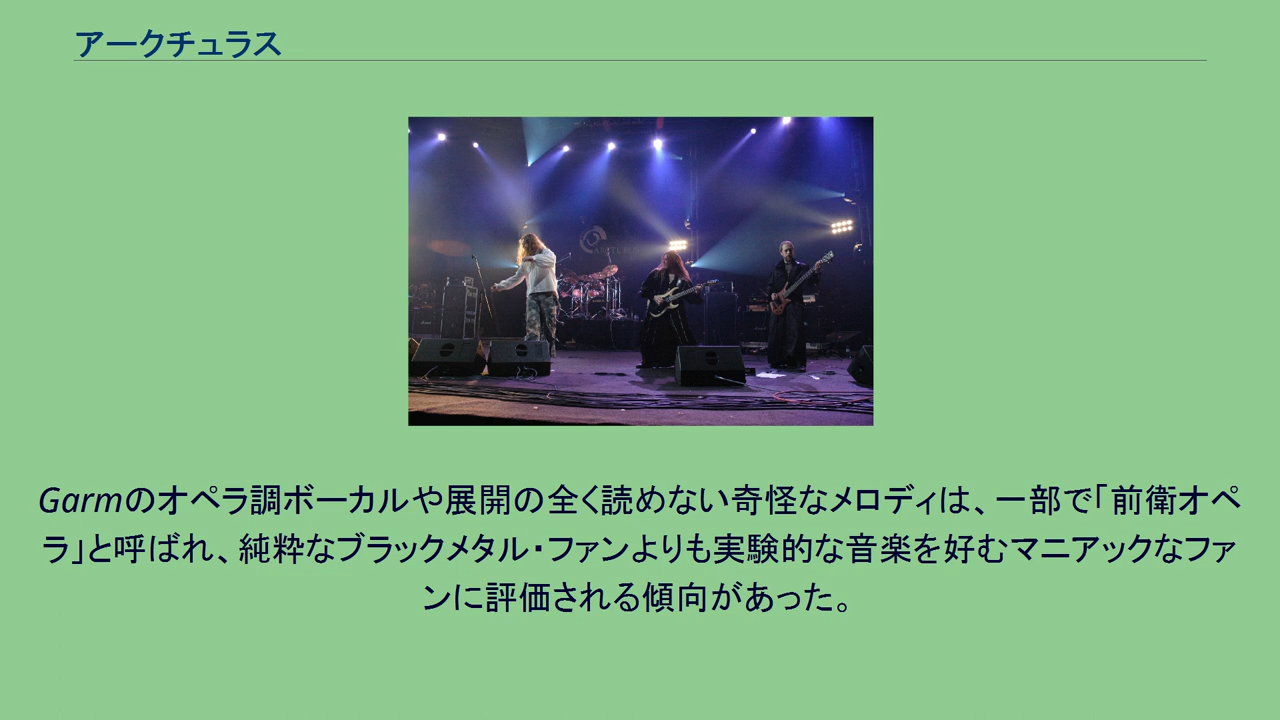 アークチュラス
Garmのオペラ調ボーカルや展開の全く読めない奇怪なメロディは、一部で「前衛オペ
ラ」と呼ばれ、純粋なブラックメタル・ファンよりも実験的な音楽を好むマニアックなファ
ンに評価される傾向があった。